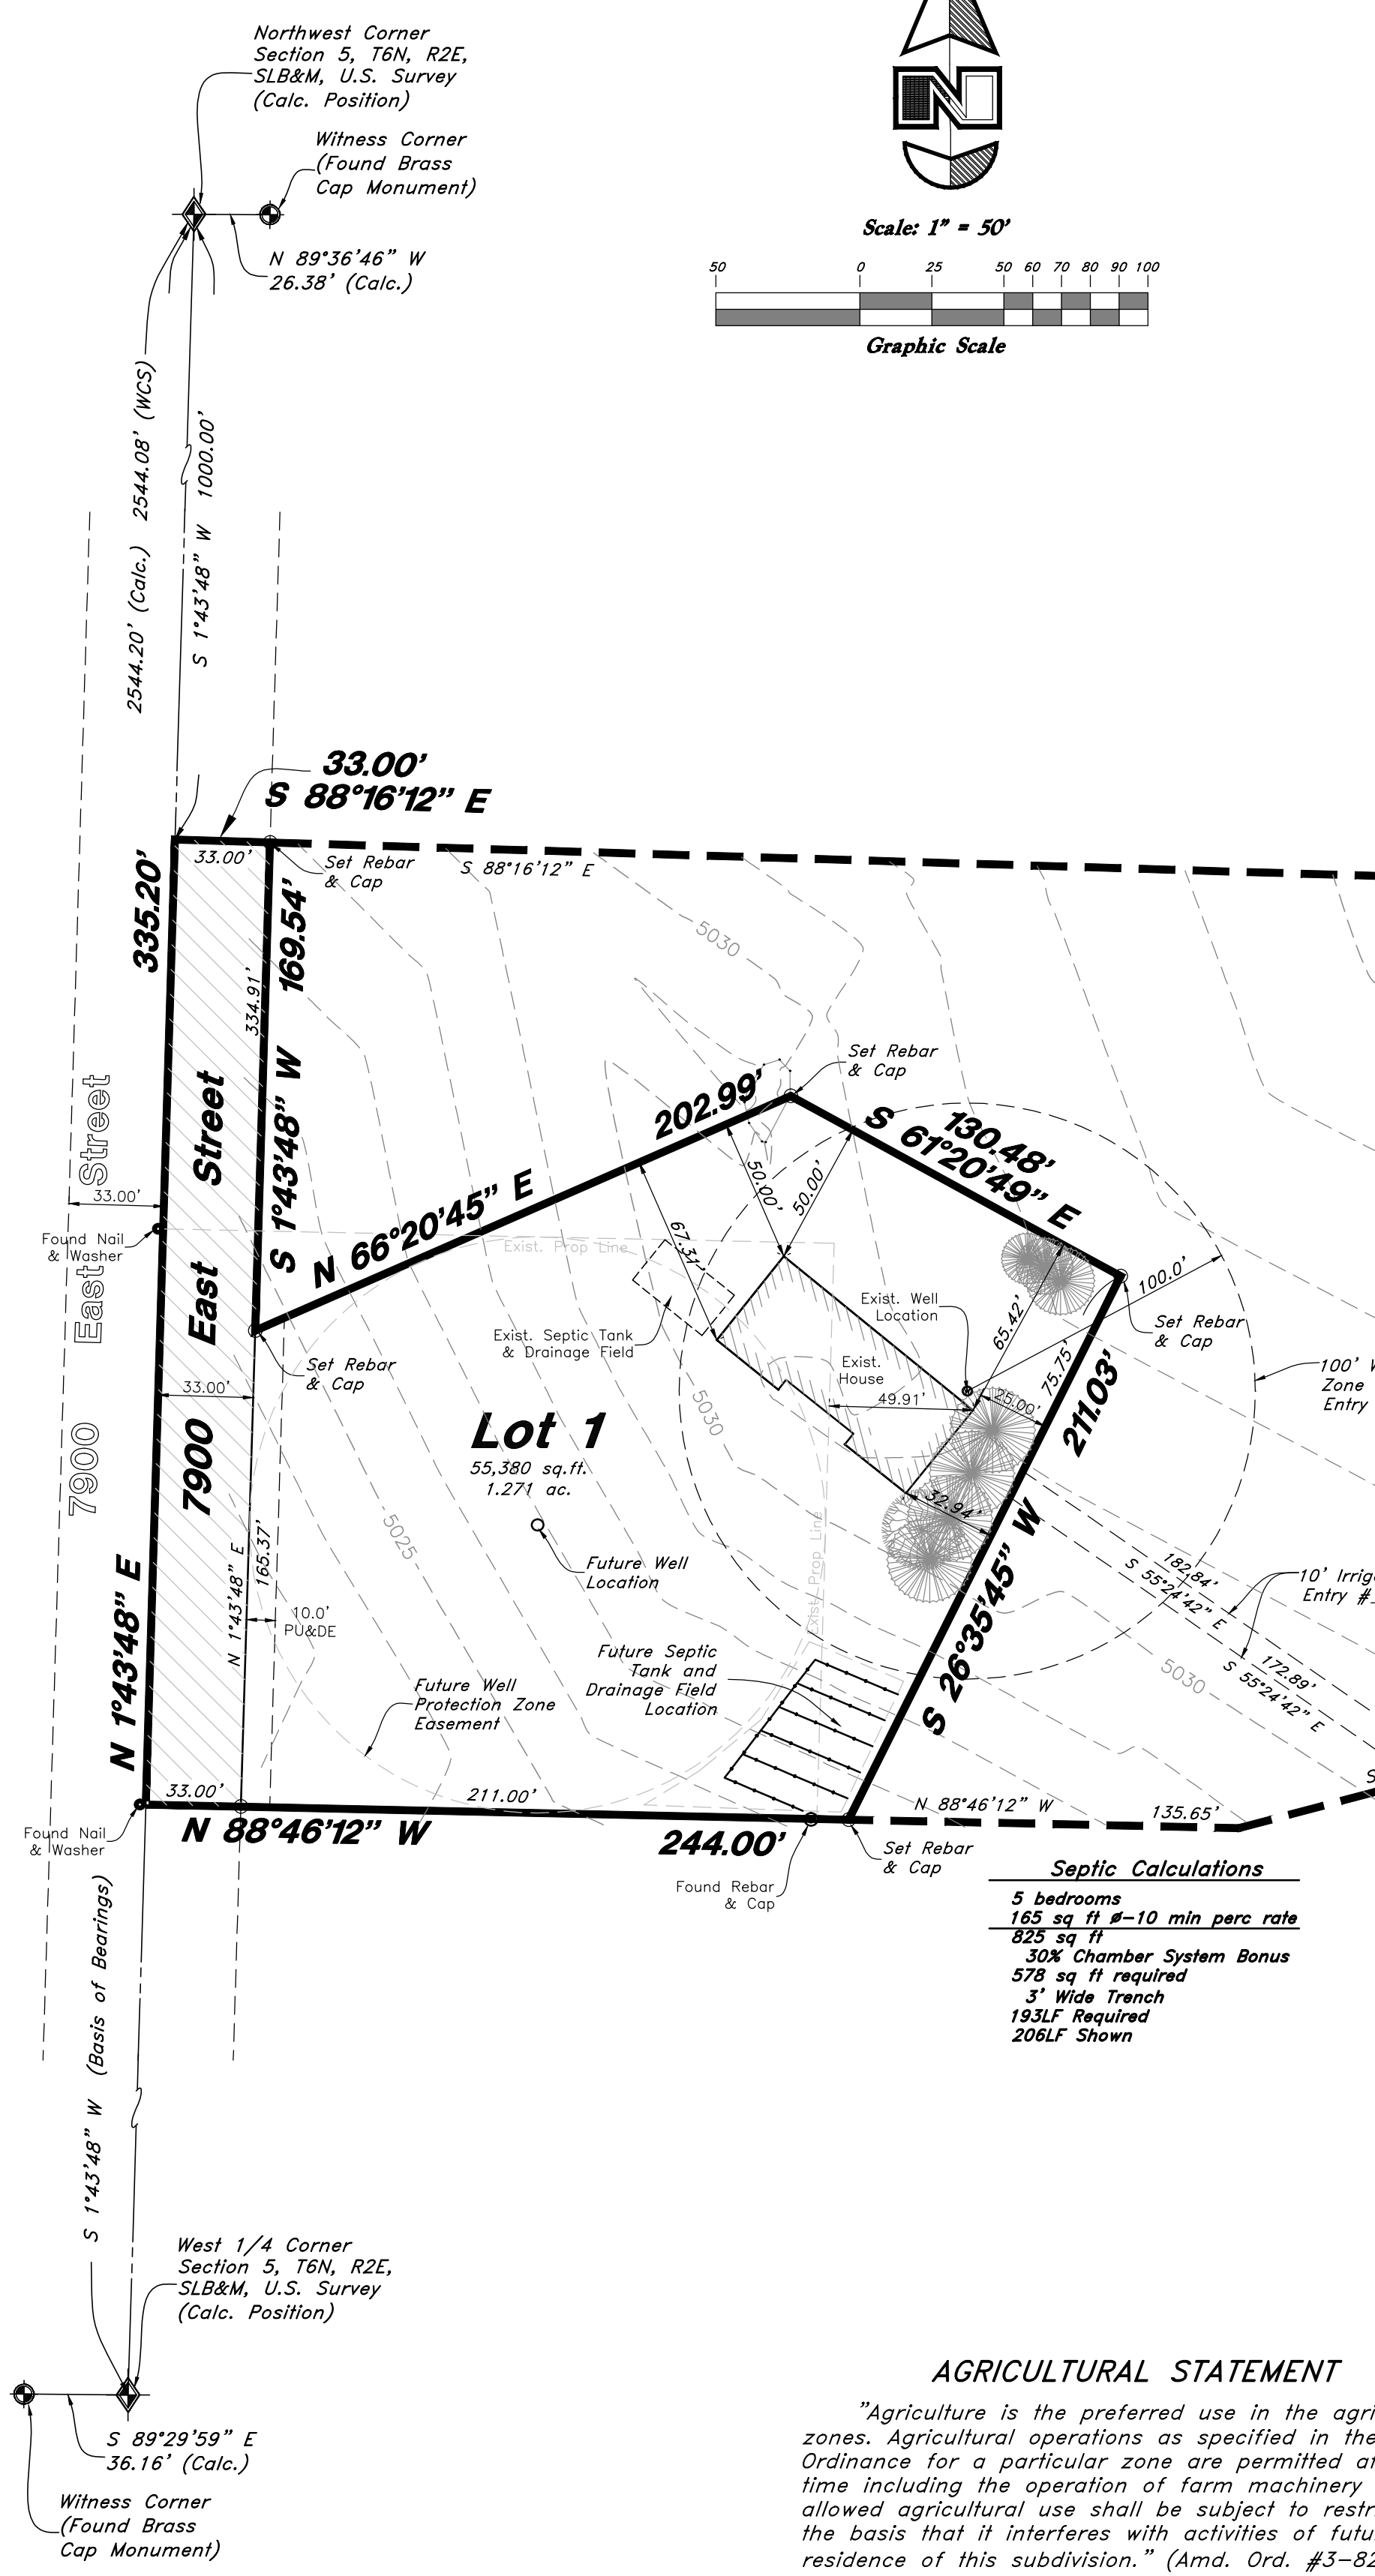 Northwest Corner
Section 5, T6N, R2E,
SLB&M, U.S. Survey
(Calc. Position)
Witness Corner
(Found Brass
Cap Monument)
N 89°36'46" W
26.38' (Calc.)
N
Scale: 1" = 50'
50 0 25 50 60 70 80 90 100
Graphic Scale
2544.20' (Calc.) 2544.08' (WCS)
S 1°43'48" W 1000.00'
33.00'
S 88°16'12" E
33.00'
Set Rebar
& Cap
S 88°16'12" E
335.20'
169.54'
334.91'
S 1°43'48" W
5030
Set Rebar
& Cap
202.99'
N 66°20'45" E
130.48'
S 61°20'49" E
7900 East Street
7900 East Street
33.00'
Found Nail
& Washer
Exist. Prop Line
50.00'
50.00'
67.31'
Exist. Septic Tank
& Drainage Field
Exist. Well
Location
65.42'
100.0'
75.75'
Set Rebar
& Cap
Set Rebar
& Cap
33.00'
Exist.
House
49.91'
25.00'
211.03'
100' W
Zone
Entry
5030
Lot 1
55,380 sq.ft.
1.271 ac.
32.94'
5025
Future Well
Location
Exist. Prop Line
S 26°35'45" W
182.84'
S 55°24'42" E
10' Irrig
Entry #
172.89'
S 55°24'42" E
5030
N 1°43'48" E
165.37'
10.0'
PU&DE
Future Septic
Tank and
Drainage Field
Location
Future Well
Protection Zone
Easement
N 1°43'48" E
33.00'
211.00'
N 88°46'12" W
135.65'
S
Found Nail
& Washer
N 88°46'12" W
244.00'
Set Rebar
& Cap
Found Rebar
& Cap
Septic Calculations
5 bedrooms
165 sq ft ø-10 min perc rate
825 sq ft
30% Chamber System Bonus
578 sq ft required
3' Wide Trench
193LF Required
206LF Shown
S 1°43'48" W (Basis of Bearings)
West 1/4 Corner
Section 5, T6N, R2E,
SLB&M, U.S. Survey
(Calc. Position)
S 89°29'59" E
36.16' (Calc.)
Witness Corner
(Found Brass
Cap Monument)
AGRICULTURAL STATEMENT
"Agriculture is the preferred use in the agri
zones. Agricultural operations as specified in the
Ordinance for a particular zone are permitted at
time including the operation of farm machinery
allowed agricultural use shall be subject to restr
the basis that it interferes with activities of futu
residence of this subdivision." (Amd. Ord. #3-82